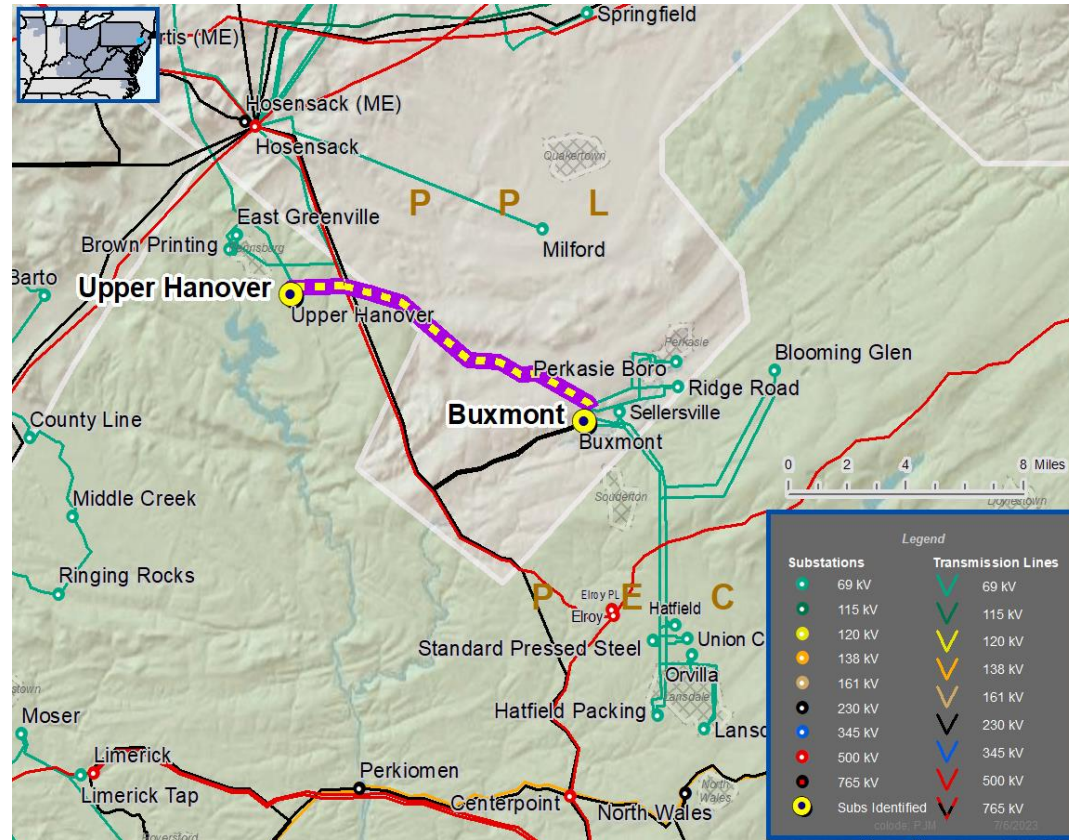 Springfield
rtis (ME)
Hosensack (ME)
Hosensack
Quakertown
P P L
East Greenville
Brown Printing
Milford
Barto
Upper Hanover
Upper Hanover
Perkasie
Blooming Glen
Perkasie Boro
Ridge Road
Sellersville
Buxmont
Buxmont
County Line
0 2 4 8 Miles
Souderton
Doylestown
Middle Creek
Ringing Rocks
P E C
Elroy PL
Elroy
Hatfield
Standard Pressed Steel
Union C
Orvilla
Lansdale
Hatfield Packing
Lansd
Moser
Limerick
Limerick Tap
Perkiomen
Centerpoint
North Wales
North Wales
Legend
Substations Transmission Lines
69 kV 69 kV
115 kV 115 kV
120 kV 120 kV
138 kV 138 kV
161 kV 161 kV
230 kV 230 kV
345 kV 345 kV
500 kV 500 kV
765 kV 765 kV
Subs Identified
colode, PJM 7/6/2023